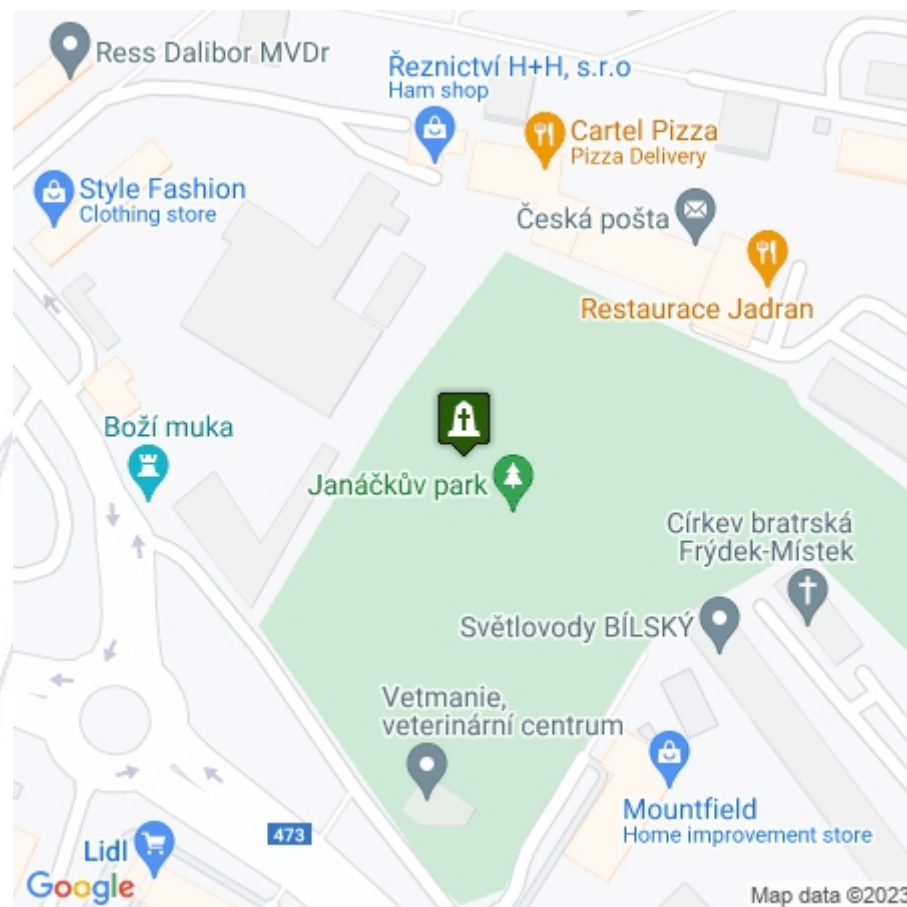 Ress Dalibor MVDr
Řeznictví H+H, s.r.o
Ham shop
Cartel Pizza
Pizza Delivery
Style Fashion
Clothing store
Česká pošta
Restaurace Jadran
Boží muka
Janáčkův park
Církev bratrská
Frýdek-Místek
Světlovody BÍLSKÝ
Vetmanie,
veterinární centrum
Mountfield
Home improvement store
473
Lidl
Google
Map data ©2023